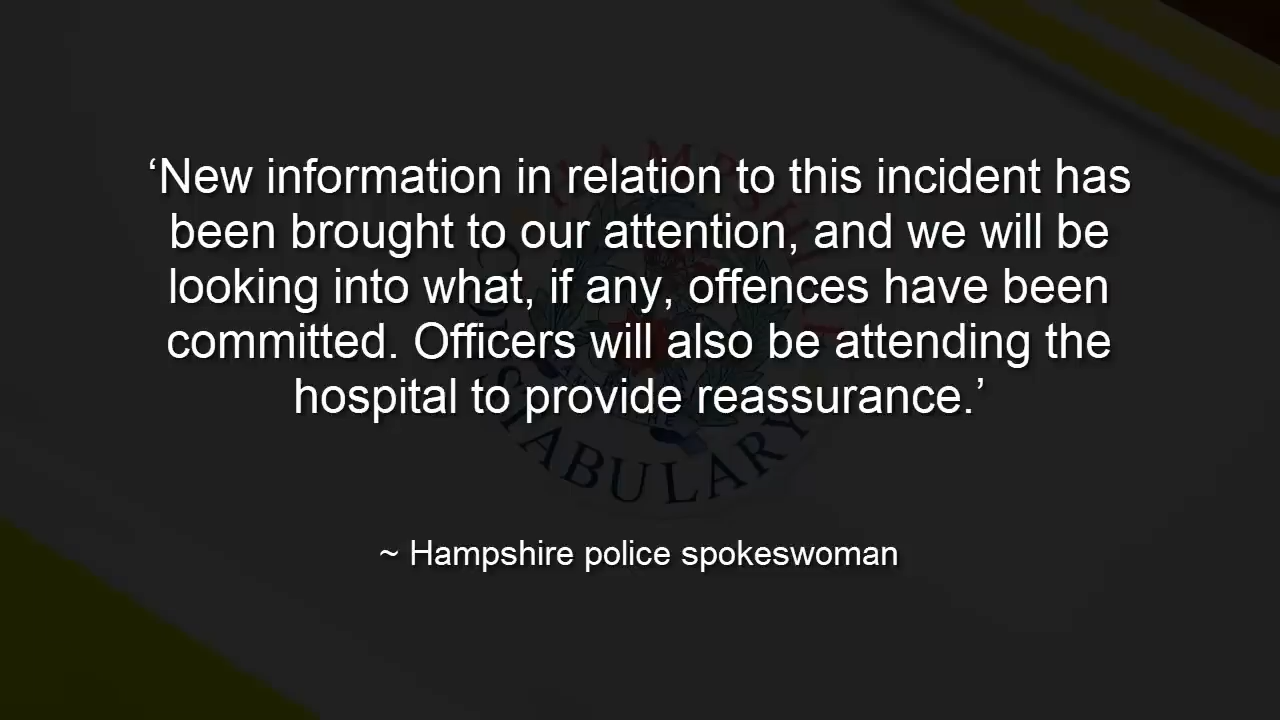 ‘New information in relation to this incident has
been brought to our attention, and we will be
looking into what, if any, offences have been
committed. Officers will also be attending the
hospital to provide reassurance.’
~ Hampshire police spokeswoman